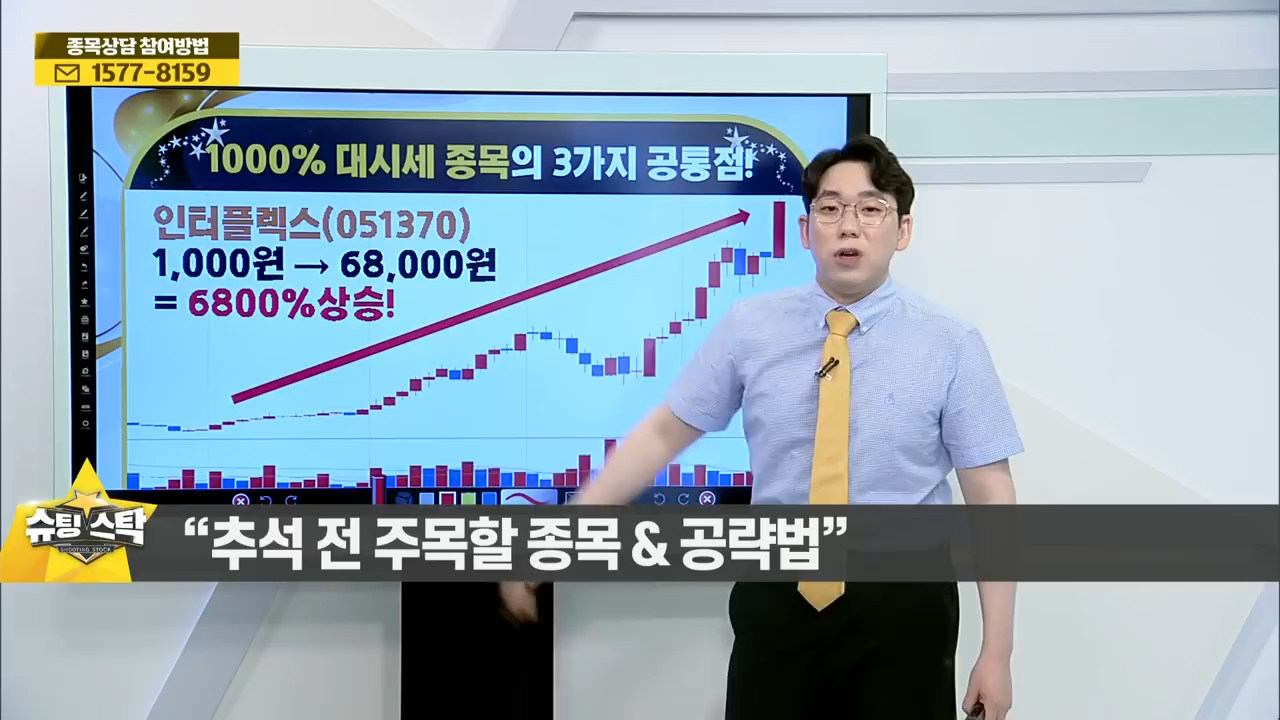 종목상담 참여방법
1577-8159
1000% 대시세 종목의 3가지 공통점!
인터플렉스(051370)
1,000원 → 68,000원
= 6800%상승!
슈팅스탁
SHOOTING STOCK
“추석 전 주목할 종목 & 공략법”